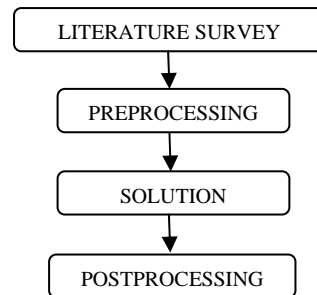 LITERATURE SURVEY
PREPROCESSING
SOLUTION
POSTPROCESSING